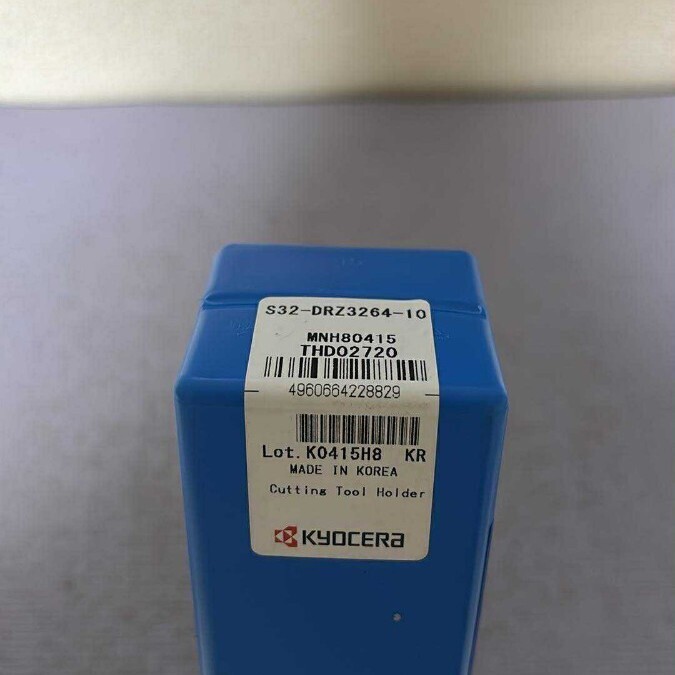 S32-DRZ3264-10
MNH80415
THD02720
4960664228829
Lot.K0415H8 KR
MADE IN KOREA
Cutting Tool Holder
KYOCERA